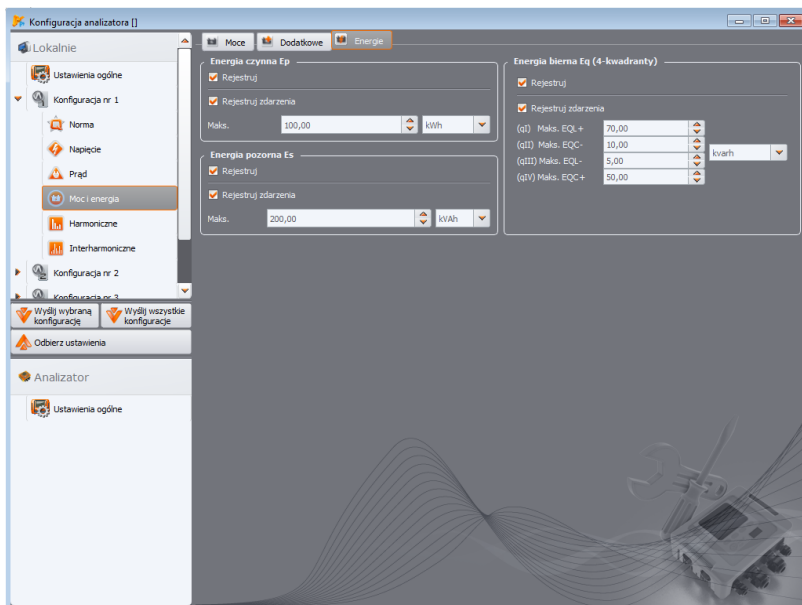 Konfiguracja analizatora []
Lokalnie
Ustawienia ogólne
Konfiguracja nr 1
Norma
Napięcie
Prąd
Moc i energia
Harmoniczne
Interharmoniczne
Konfiguracja nr 2
Konfiguracja nr 3
Wyślij wybraną konfigurację
Wyślij wszystkie konfiguracje
Odbierz ustawienia
Analizator
Ustawienia ogólne
Moce Dodatkowe Energie
Energia czynna Ep
Rejestruj
Rejestruj zdarzenia
Maks. 100,00 kWh
Energia pozorna Es
Rejestruj
Rejestruj zdarzenia
Maks. 200,00 kVAh
Energia bierna Eq (4-kwadranty)
Rejestruj
Rejestruj zdarzenia
(qI) Maks. EQL+ 70,00
(qII) Maks. EQC- 10,00
kvarh
(qIII) Maks. EQL- 5,00
(qIV) Maks. EQC+ 50,00